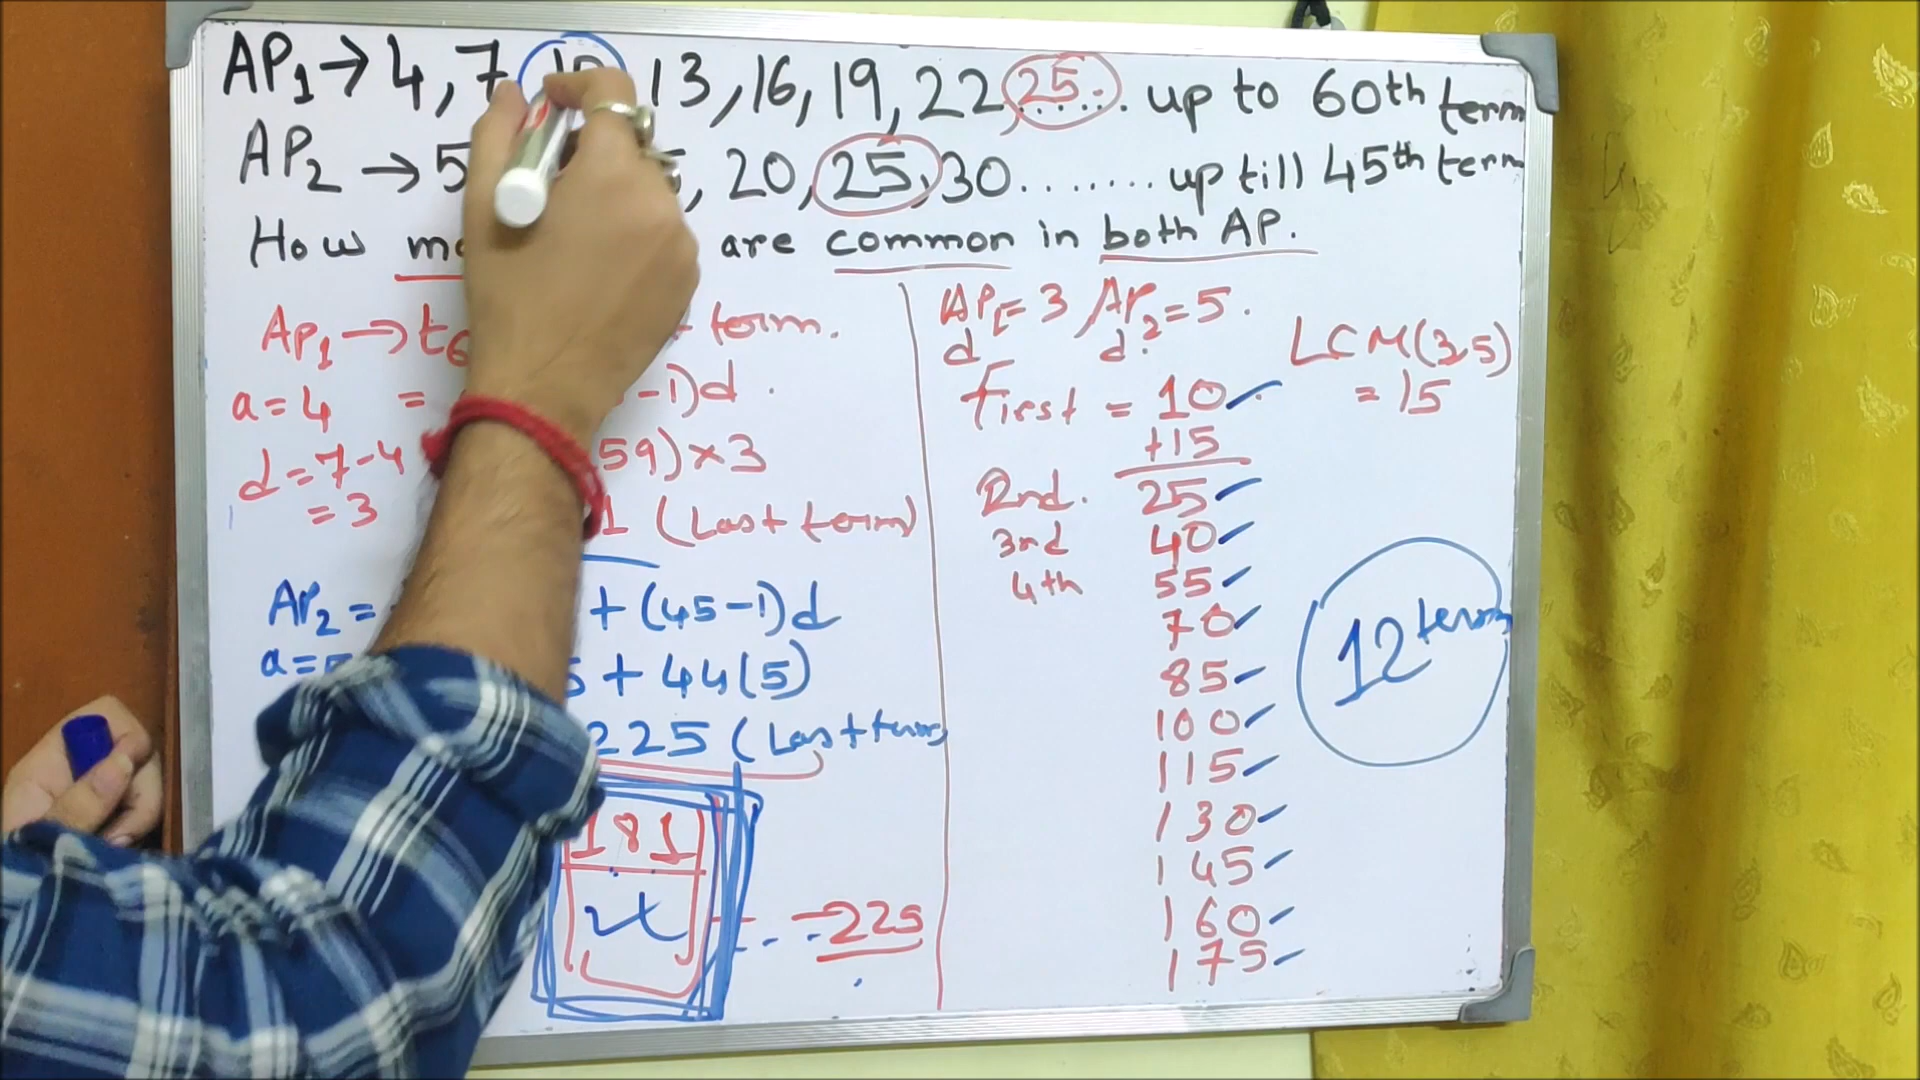 AP1 → 4, 7 10 13, 16, 19, 22, 25..... up to 60th term
AP2 → 5 , 20, 25, 30........ up till 45th term
How are common in both AP.
AP1 → t6 term.
a = 4 = -1)d
d = 7-4 59) × 3
= 3 1 (Last term)
AP2 = + (45-1)d
a = 5 + 44(5)
225 (Last term
181
...→225
AP1 = 3, AP2 = 5.
d d
LCM(3,5)
= 15
First = 10
+15
2nd. 25
3rd 40
4th 55
70
85
100
115
130
145
160
175
12 term